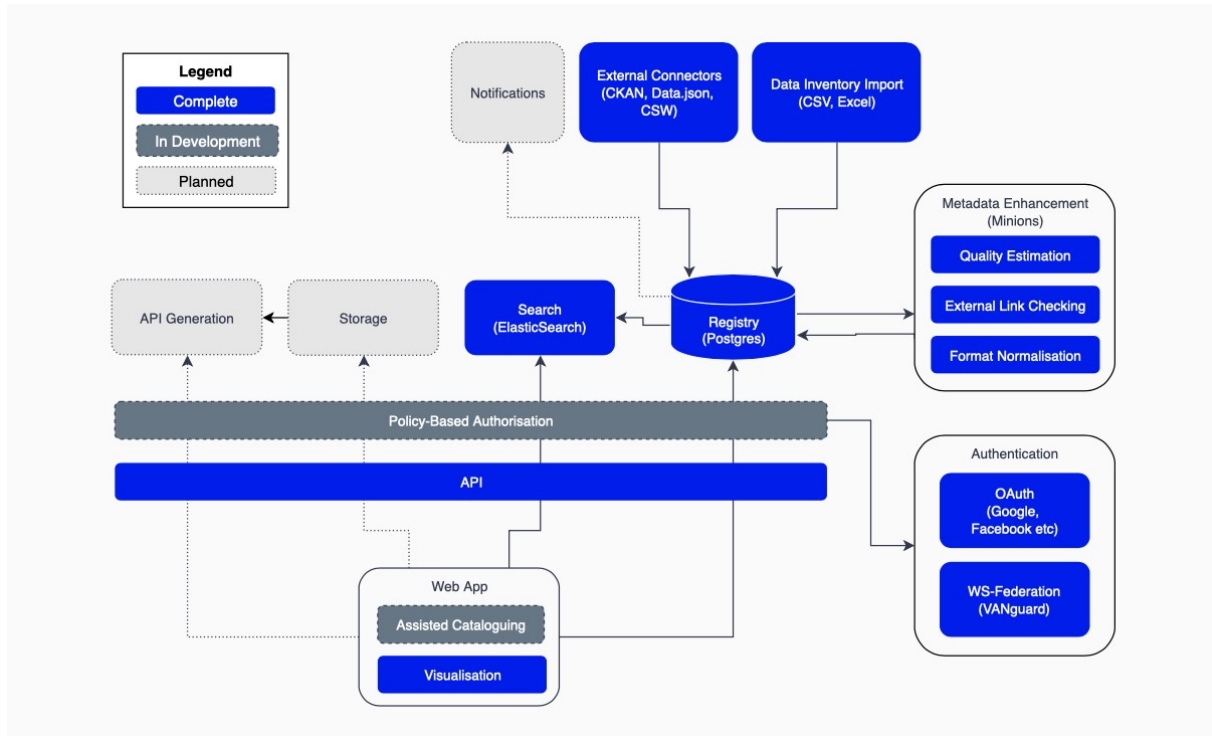 Legend
Complete
In Development
Planned
Notifications
External Connectors
(CKAN, Data.json,
CSW)
Data Inventory Import
(CSV, Excel)
Metadata Enhancement
(Minions)
Quality Estimation
External Link Checking
Format Normalisation
API Generation
Storage
Search
(ElasticSearch)
Registry
(Postgres)
Policy-Based Authorisation
API
Authentication
OAuth
(Google,
Facebook etc)
WS-Federation
(VANguard)
Web App
Assisted Cataloguing
Visualisation